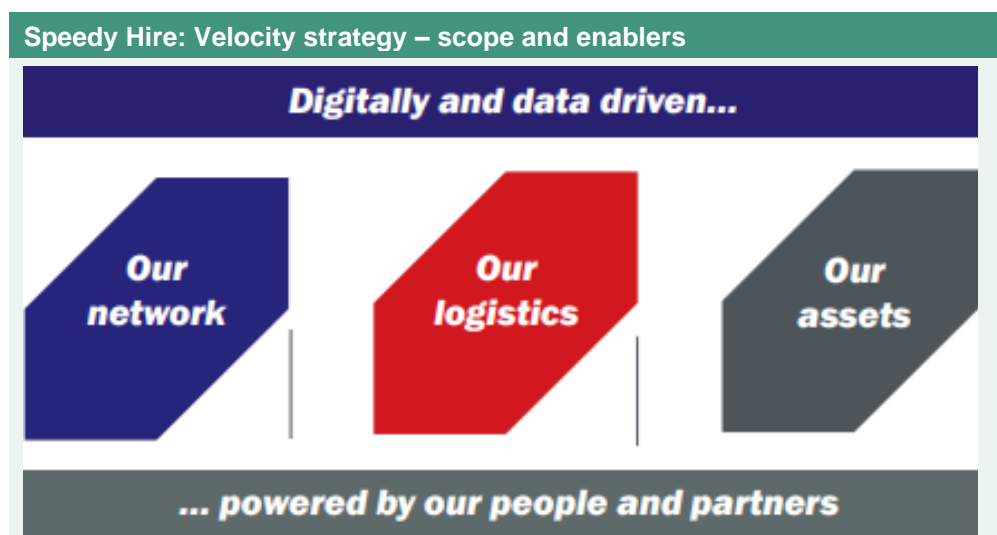 Speedy Hire: Velocity strategy – scope and enablers
Digitally and data driven...
Our
network
Our
logistics
Our
assets
... powered by our people and partners